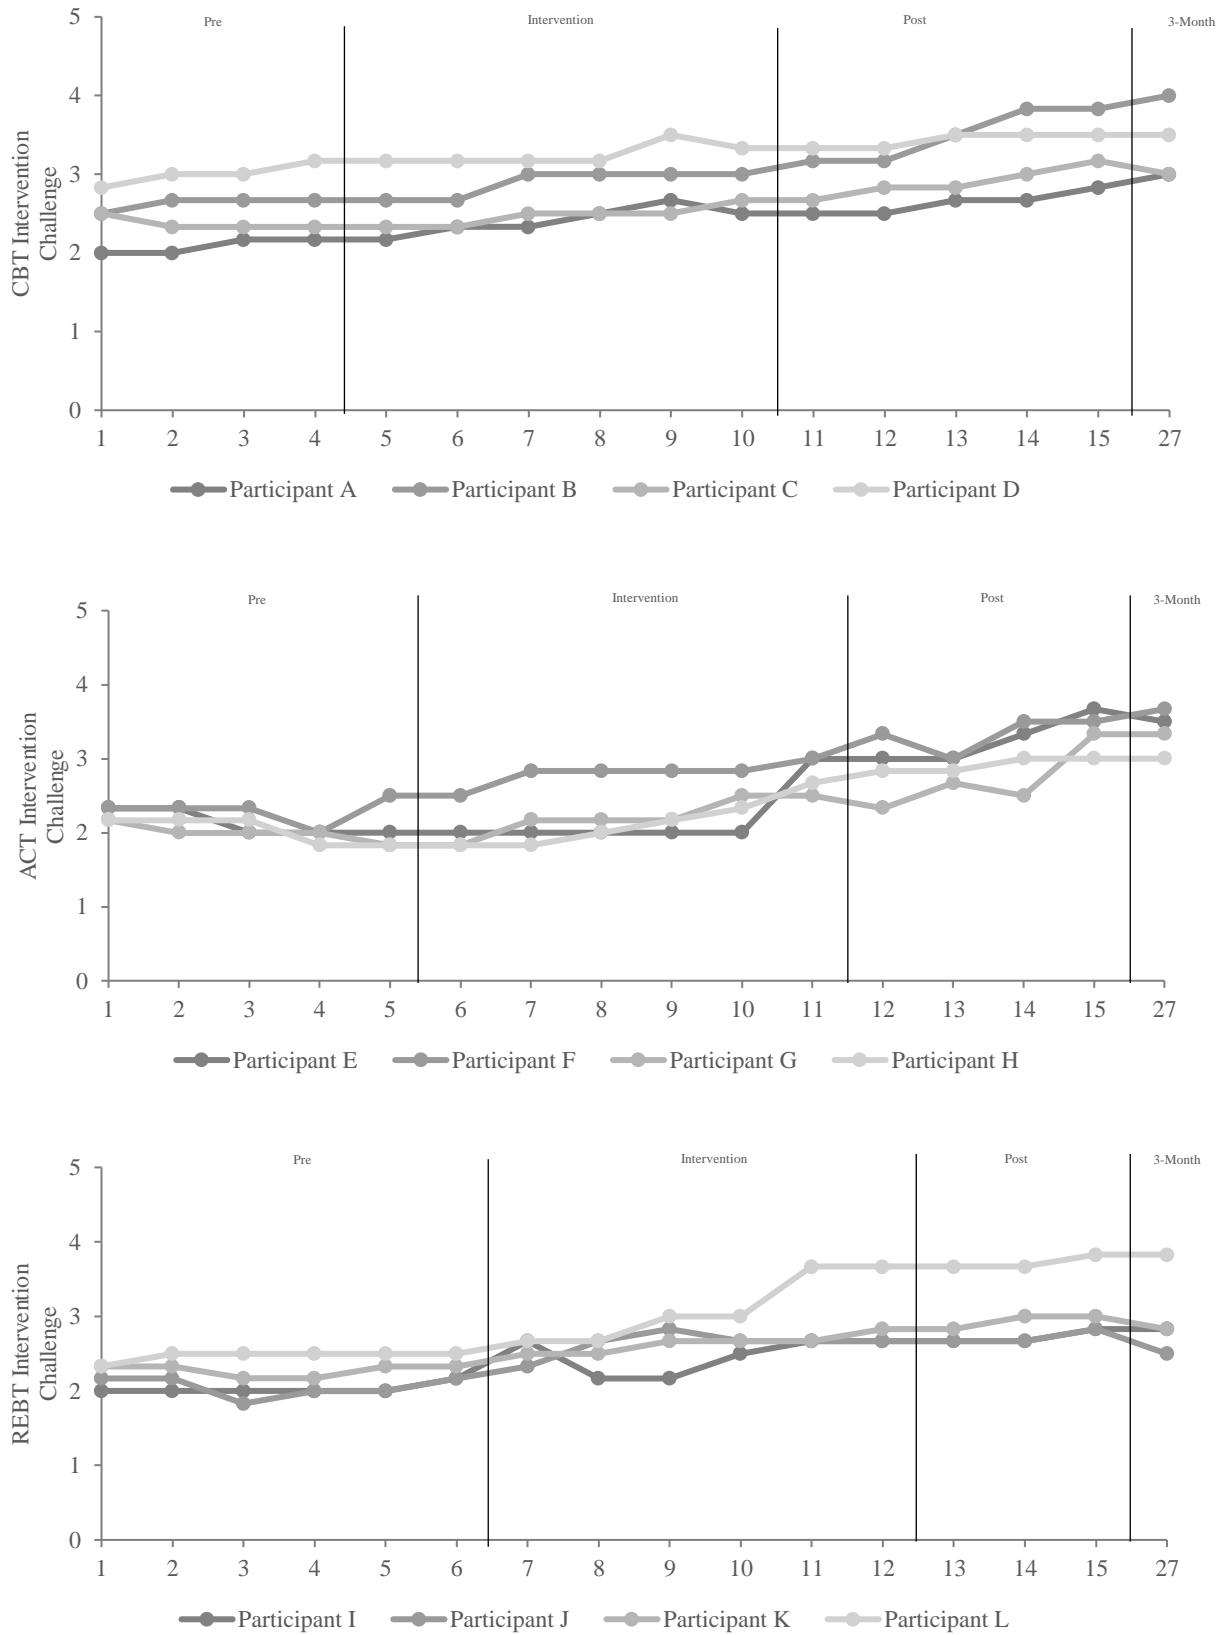 Pre Intervention Post 3-Month
5
4
3
2
1
0
CBT Intervention
Challenge
1 2 3 4 5 6 7 8 9 10 11 12 13 14 15 27
Participant A Participant B Participant C Participant D
Pre Intervention Post 3-Month
5
4
3
2
1
0
ACT Intervention
Challenge
1 2 3 4 5 6 7 8 9 10 11 12 13 14 15 27
Participant E Participant F Participant G Participant H
Pre Intervention Post 3-Month
5
4
3
2
1
0
REBT Intervention
Challenge
1 2 3 4 5 6 7 8 9 10 11 12 13 14 15 27
Participant I Participant J Participant K Participant L